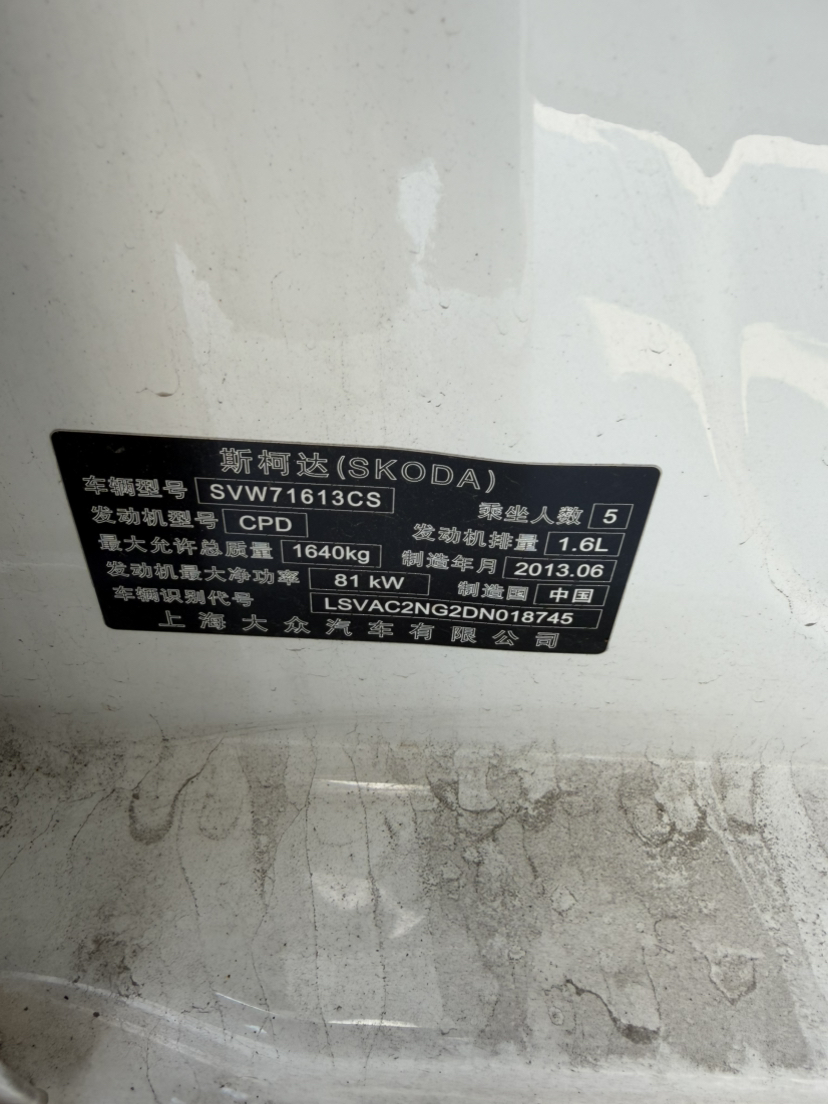 斯柯达(SKODA)
车辆型号 SVW71613CS 乘坐人数 5
发动机型号 CPD 发动机排量 1.6L
最大允许总质量 1640kg 制造年月 2013.06
发动机最大净功率 81 kW 制造国 中国
车辆识别代号 LSVAC2NG2DN018745
上海大众汽车有限公司